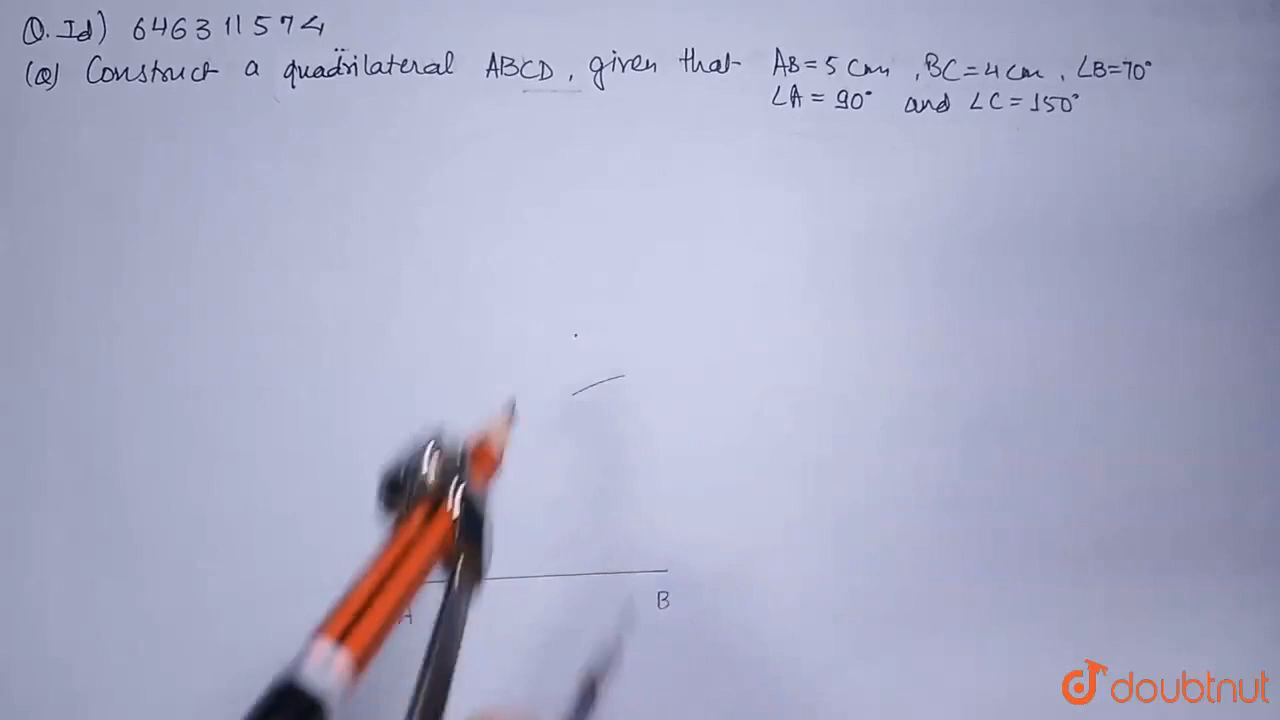 Q.Id) 646311574
(Q) Construct a quadrilateral ABCD, given that AB=5 cm, BC=4 cm, ∠B=70°
∠A = 90° and ∠C=150°
A
B
doubtnut